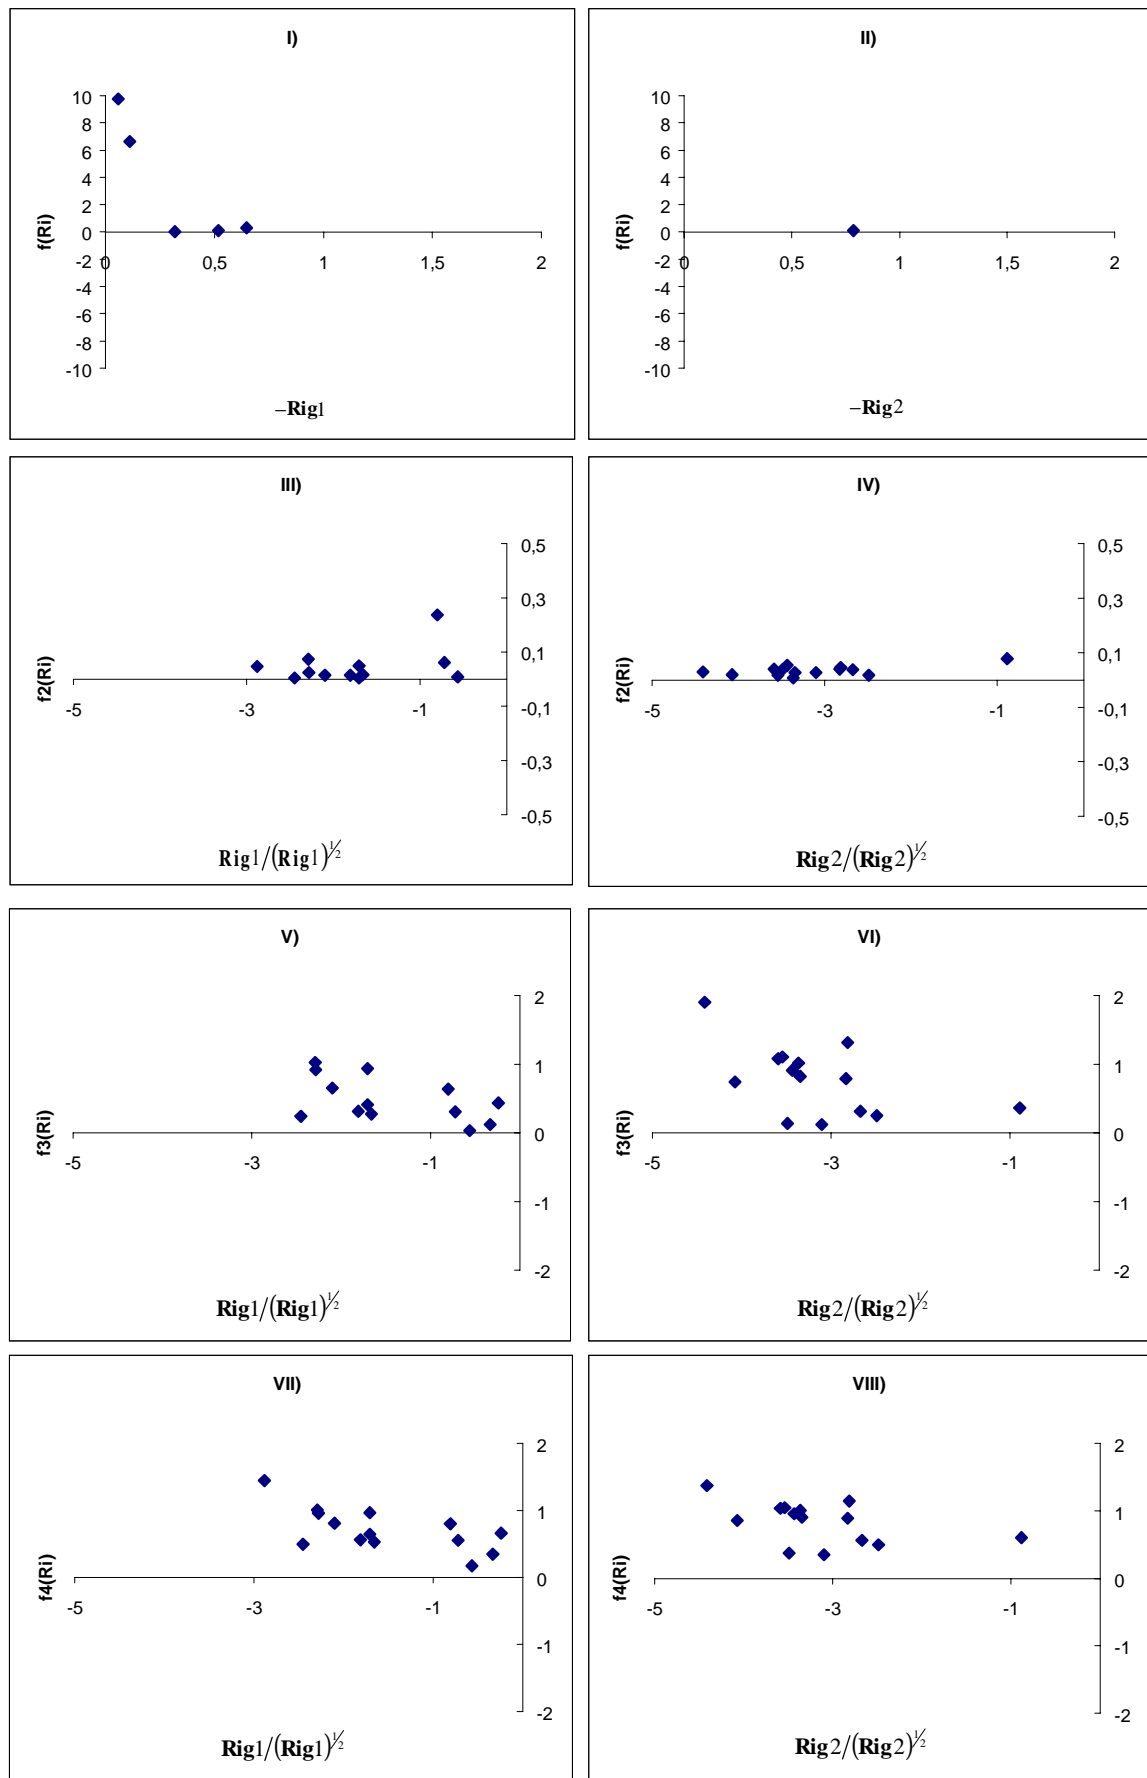 I)
10
8
6
4
2
0
-2
-4
-6
-8
-10
0 0,5 1 1,5 2
f(Ri)
–Rig1
II)
10
8
6
4
2
0
-2
-4
-6
-8
-10
0 0,5 1 1,5 2
f(Ri)
–Rig2
III)
0,5
0,3
0,1
-0,1
-0,3
-0,5
-5 -3 -1
f2(Ri)
Rig1/(Rig1)^½
IV)
0,5
0,3
0,1
-0,1
-0,3
-0,5
-5 -3 -1
f2(Ri)
Rig2/(Rig2)^½
V)
2
1
0
-1
-2
-5 -3 -1
f3(Ri)
Rig1/(Rig1)^½
VI)
2
1
0
-1
-2
-5 -3 -1
f3(Ri)
Rig2/(Rig2)^½
VII)
2
1
0
-1
-2
-5 -3 -1
f4(Ri)
Rig1/(Rig1)^½
VIII)
2
1
0
-1
-2
-5 -3 -1
f4(Ri)
Rig2/(Rig2)^½